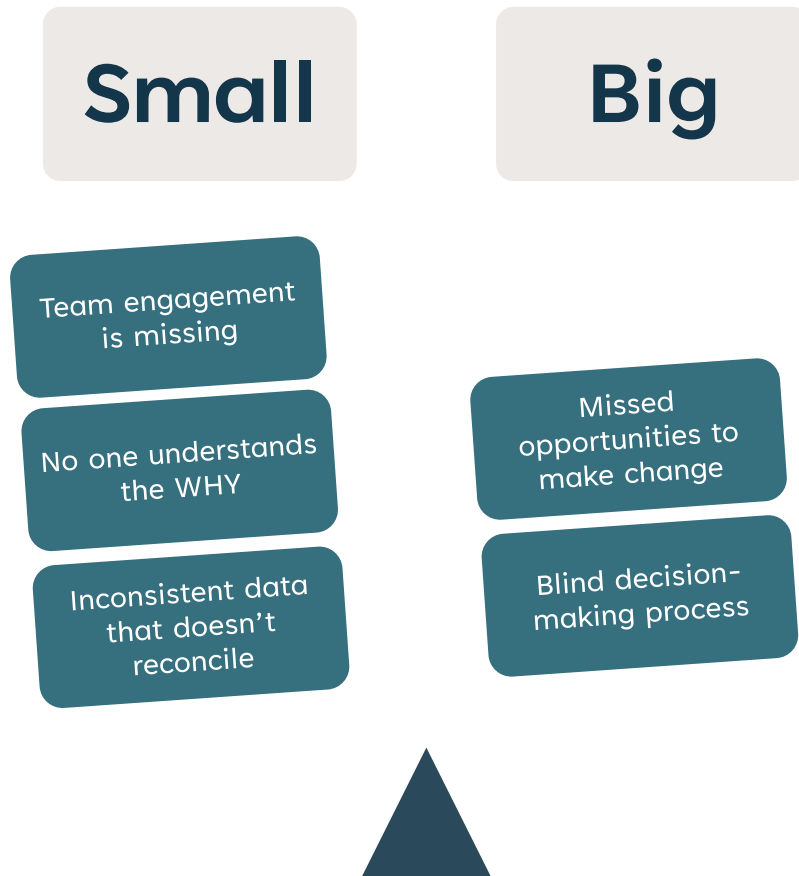 Small
Team engagement
is missing
No one understands
the WHY
Inconsistent data
that doesn’t
reconcile
Big
Missed
opportunities to
make change
Blind decision-
making process